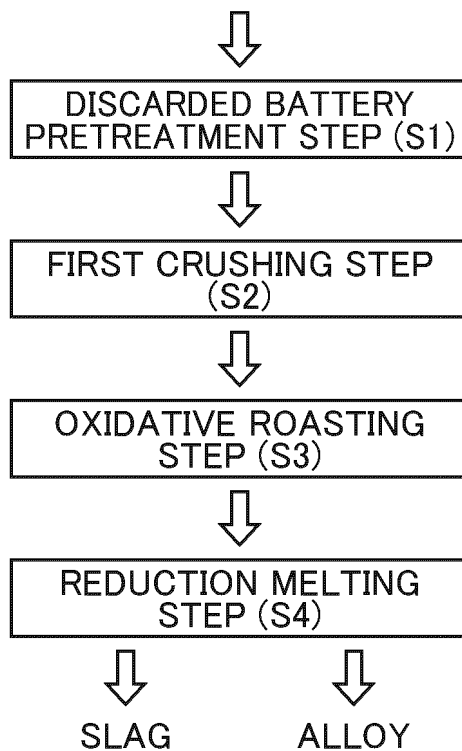 DISCARDED BATTERY
PRETREATMENT STEP (S1)
FIRST CRUSHING STEP
(S2)
OXIDATIVE ROASTING
STEP (S3)
REDUCTION MELTING
STEP (S4)
SLAG ALLOY